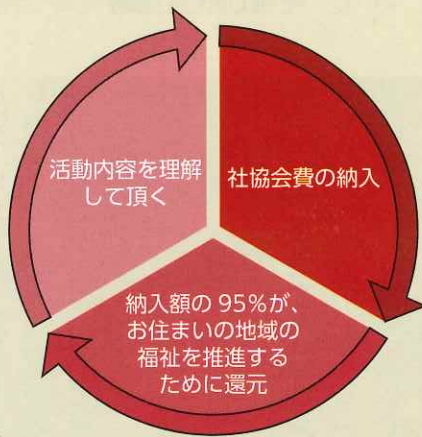 社協会費の納入
納入額の95%が、
お住まいの地域の
福祉を推進する
ために還元
活動内容を理解
して頂く